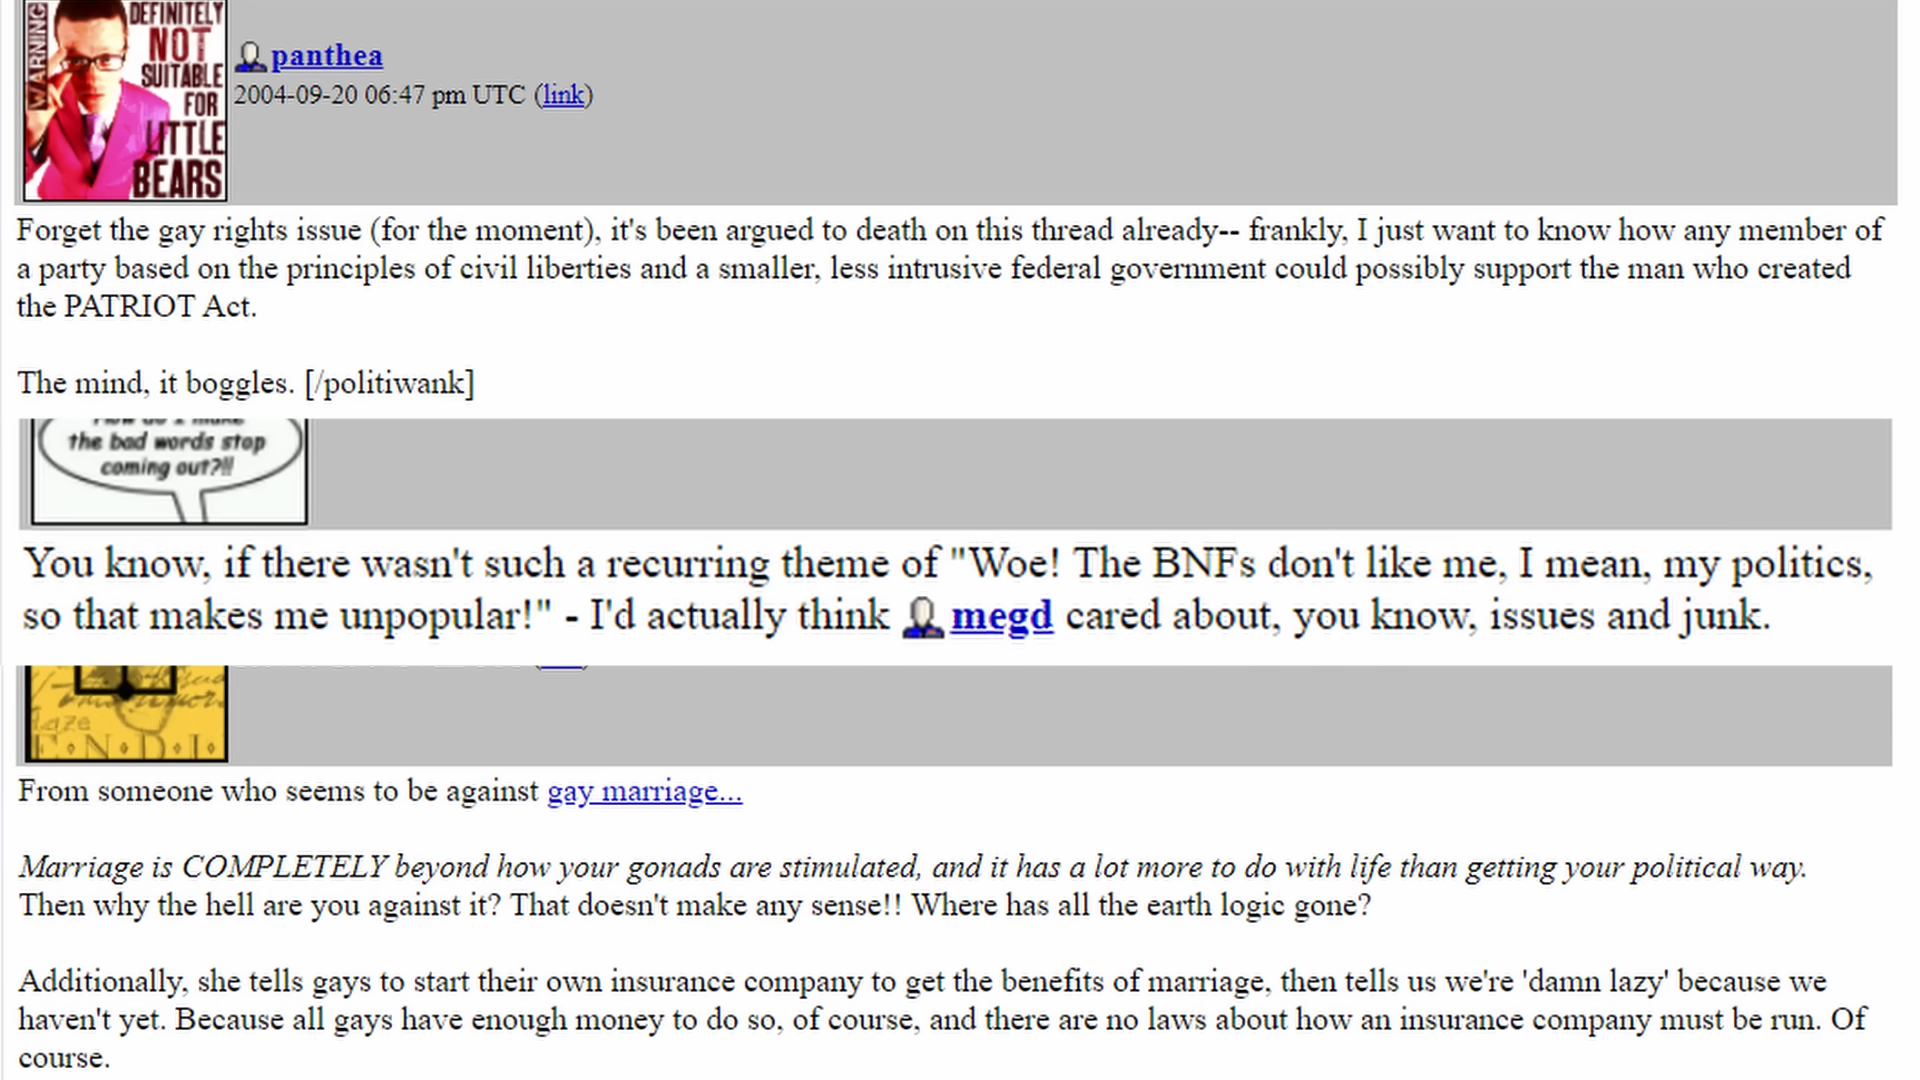 WARNING
DEFINITELY
NOT
SUITABLE
FOR
LITTLE
BEARS
panthea
2004-09-20 06:47 pm UTC (link)
Forget the gay rights issue (for the moment), it's been argued to death on this thread already-- frankly, I just want to know how any member of
a party based on the principles of civil liberties and a smaller, less intrusive federal government could possibly support the man who created
the PATRIOT Act.
The mind, it boggles. [/politiwank]
How do I make
the bad words stop
coming out?!!
You know, if there wasn't such a recurring theme of "Woe! The BNFs don't like me, I mean, my politics,
so that makes me unpopular!" - I'd actually think megd cared about, you know, issues and junk.
E·N·D·I·
From someone who seems to be against gay marriage...
Marriage is COMPLETELY beyond how your gonads are stimulated, and it has a lot more to do with life than getting your political way.
Then why the hell are you against it? That doesn't make any sense!! Where has all the earth logic gone?
Additionally, she tells gays to start their own insurance company to get the benefits of marriage, then tells us we're 'damn lazy' because we
haven't yet. Because all gays have enough money to do so, of course, and there are no laws about how an insurance company must be run. Of
course.